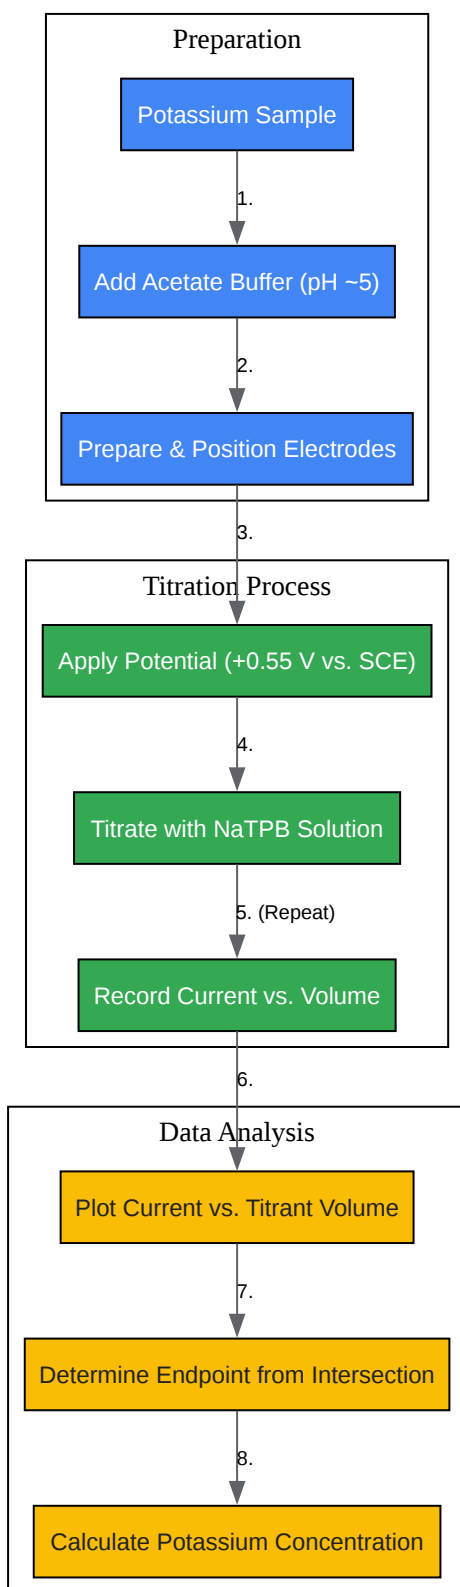 Preparation
Potassium Sample
1.
Add Acetate Buffer (pH ~5)
2.
Prepare & Position Electrodes
3.
Titration Process
Apply Potential (+0.55 V vs. SCE)
4.
Titrate with NaTPB Solution
5. (Repeat)
Record Current vs. Volume
6.
Data Analysis
Plot Current vs. Titrant Volume
7.
Determine Endpoint from Intersection
8.
Calculate Potassium Concentration